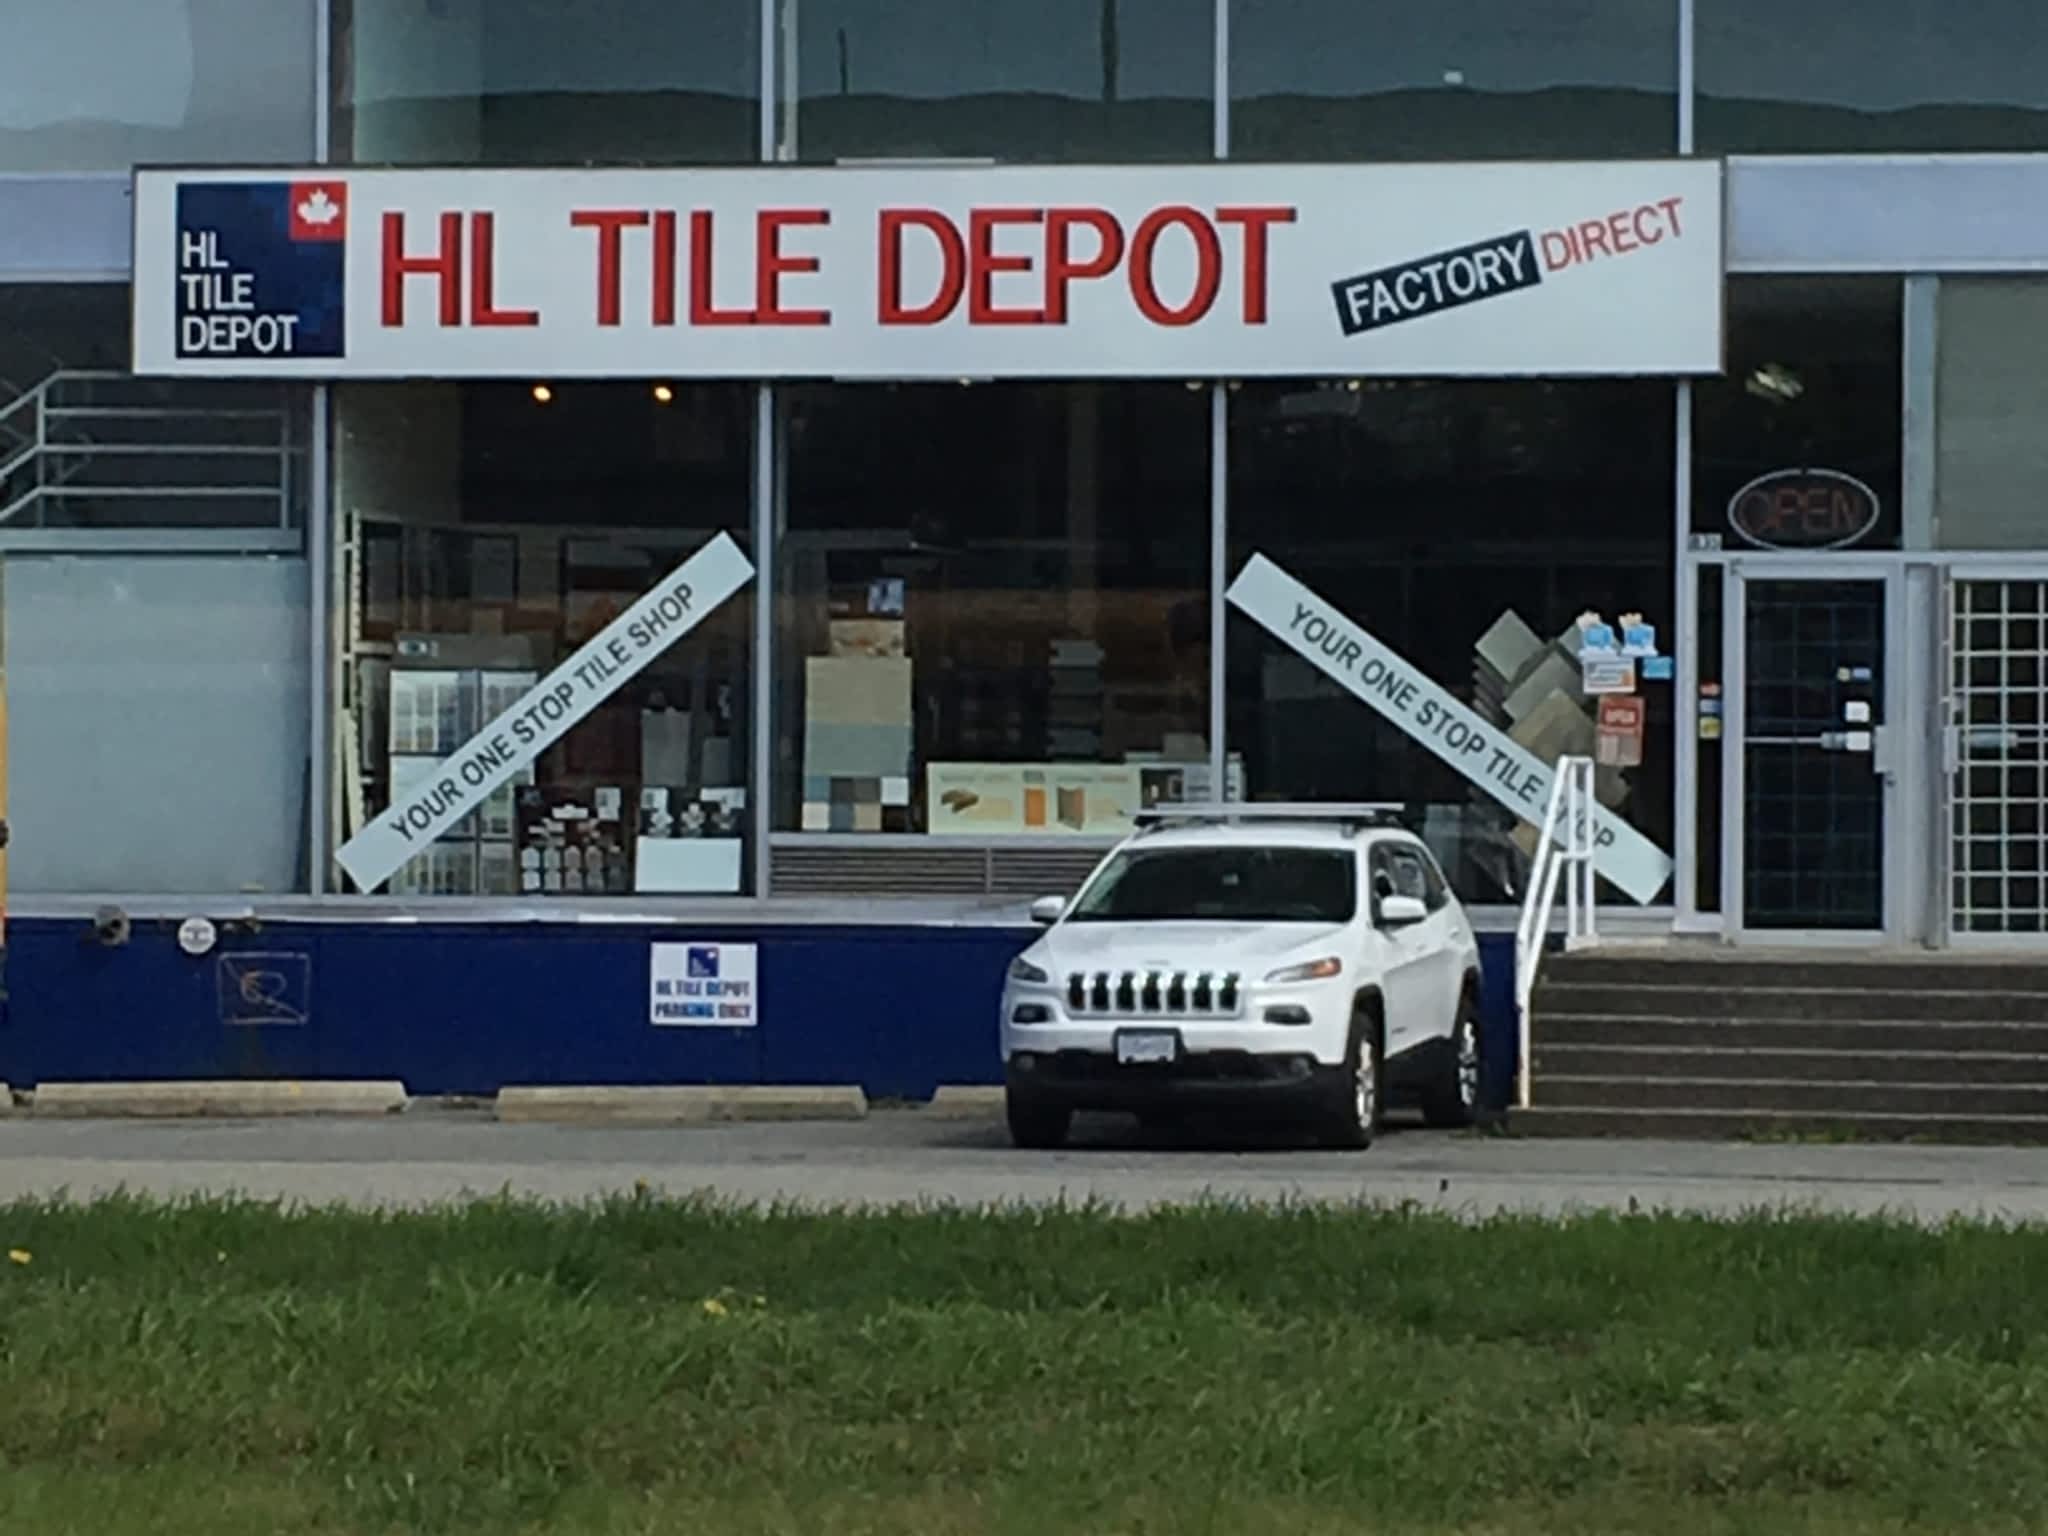 HL
TILE
DEPOT
HL TILE DEPOT
FACTORY DIRECT
OPEN
YOUR ONE STOP TILE SHOP
YOUR ONE STOP TILE SHOP
OPEN
HL TILE DEPOT
PARKING ONLY